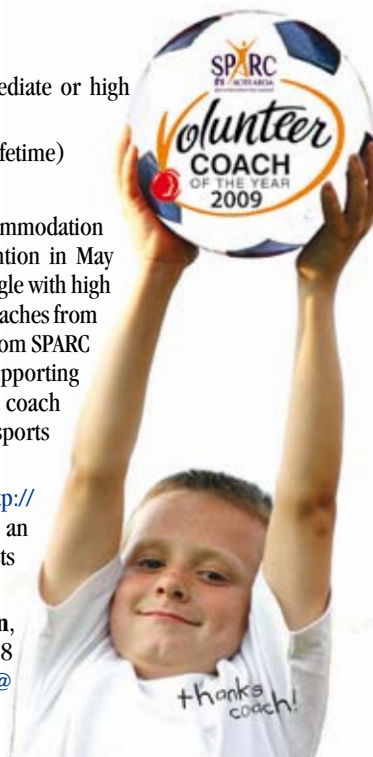 ediate or high
fetime)
mmodation
ntion in May
gle with high
aches from
om SPARC
pporting
coach
sports
tp://
an
ts
n,
8
@
SPARC
Volunteer
COACH
OF THE YEAR
2009
thanks
coach!